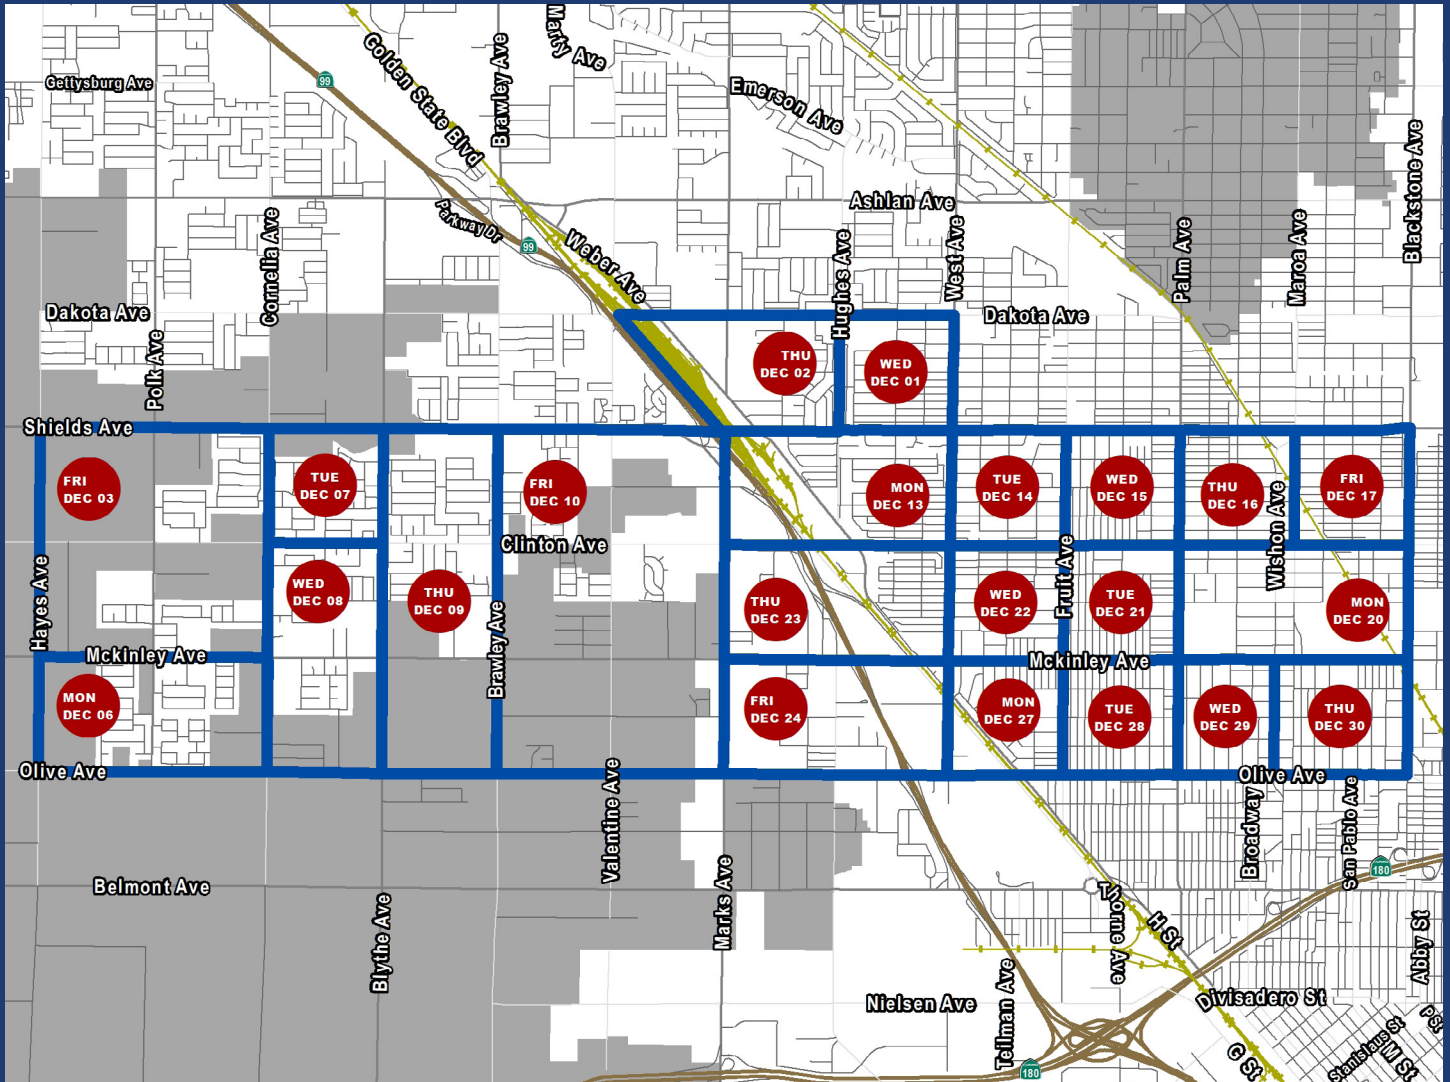 Gettysburg Ave
99
Golden State Blvd
Brawley Ave
Marty Ave
Emerson Ave
Blackstone Ave
Ashlan Ave
Parkway Dr
99
Weber Ave
Cornelia Ave
Hughes Ave
West Ave
Palm Ave
Maroa Ave
Dakota Ave
Dakota Ave
Polk Ave
THU
DEC 02
WED
DEC 01
Shields Ave
FRI
DEC 03
TUE
DEC 07
FRI
DEC 10
MON
DEC 13
TUE
DEC 14
WED
DEC 15
THU
DEC 16
FRI
DEC 17
Clinton Ave
Wishon Ave
Fruit Ave
Hayes Ave
WED
DEC 08
THU
DEC 09
THU
DEC 23
WED
DEC 22
TUE
DEC 21
MON
DEC 20
Brawley Ave
Mckinley Ave
Mckinley Ave
MON
DEC 06
FRI
DEC 24
MON
DEC 27
TUE
DEC 28
WED
DEC 29
THU
DEC 30
Olive Ave
Olive Ave
Valentine Ave
Broadway
San Pablo Ave
180
Belmont Ave
Marks Ave
Blythe Ave
Thorne Ave
H St
Abby St
Nielsen Ave
Teilman Ave
Divisadero St
180
G St
Stanislaus St
M St
P St